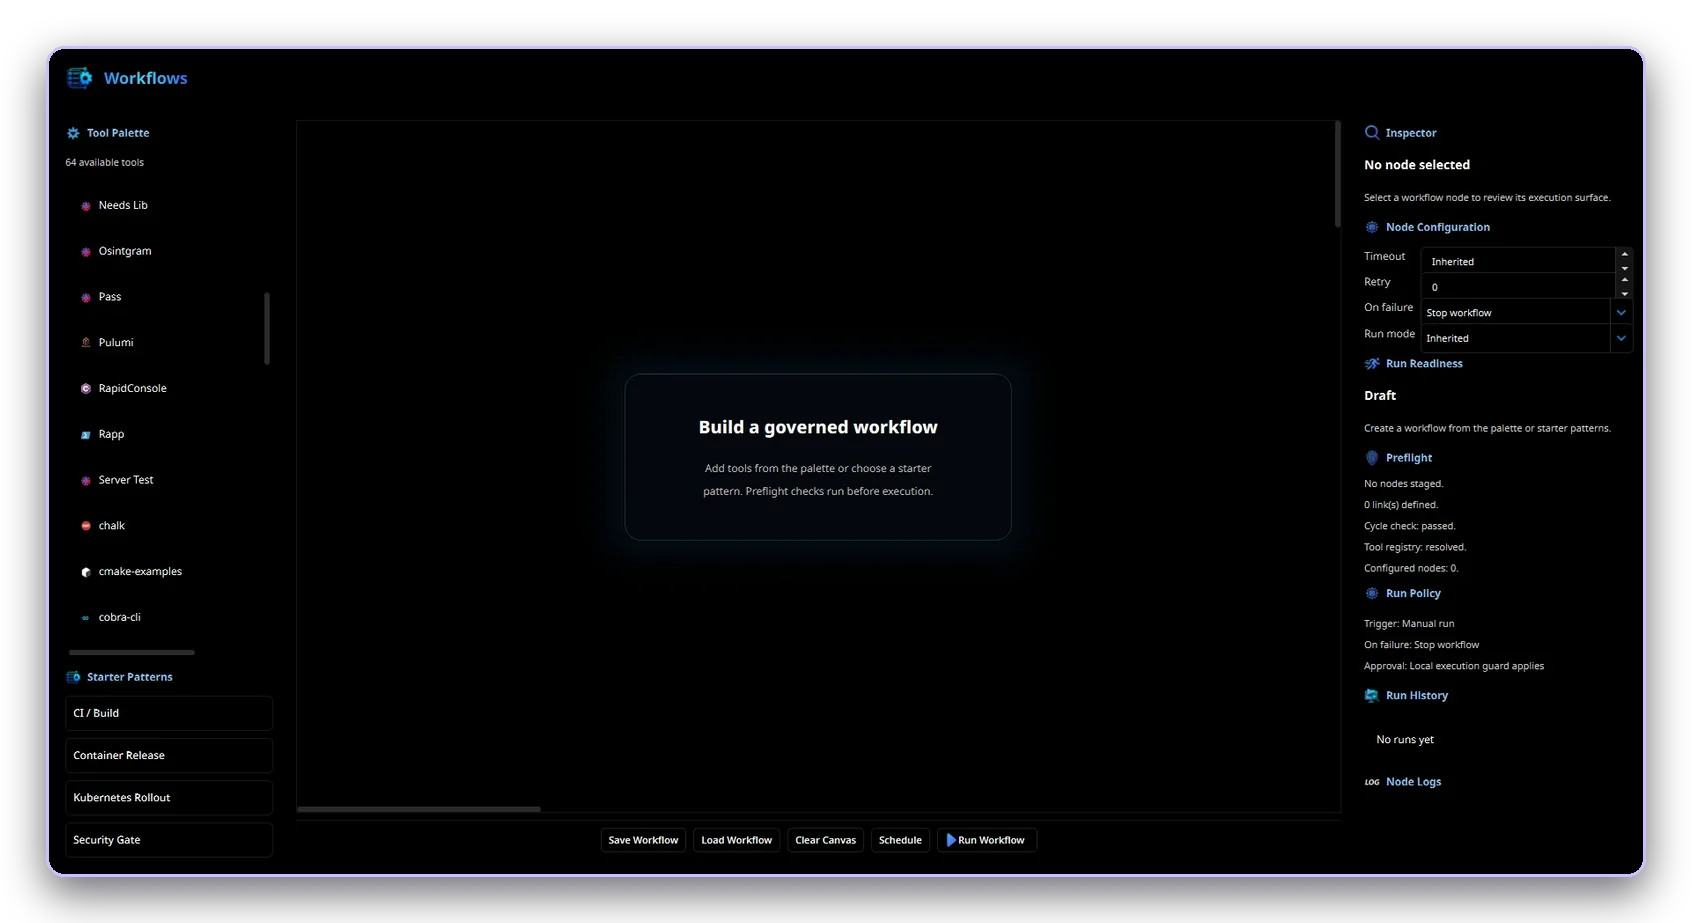 Workflows
Tool Palette
64 available tools
Needs Lib
Osintgram
Pass
Pulumi
RapidConsole
Rapp
Server Test
chalk
cmake-examples
cobra-cli
Starter Patterns
CI / Build
Container Release
Kubernetes Rollout
Security Gate
Build a governed workflow
Add tools from the palette or choose a starter
pattern. Preflight checks run before execution.
Save Workflow
Load Workflow
Clear Canvas
Schedule
Run Workflow
Inspector
No node selected
Select a workflow node to review its execution surface.
Node Configuration
Timeout Inherited
Retry 0
On failure Stop workflow
Run mode Inherited
Run Readiness
Draft
Create a workflow from the palette or starter patterns.
Preflight
No nodes staged.
0 link(s) defined.
Cycle check: passed.
Tool registry: resolved.
Configured nodes: 0.
Run Policy
Trigger: Manual run
On failure: Stop workflow
Approval: Local execution guard applies
Run History
No runs yet
LOG Node Logs